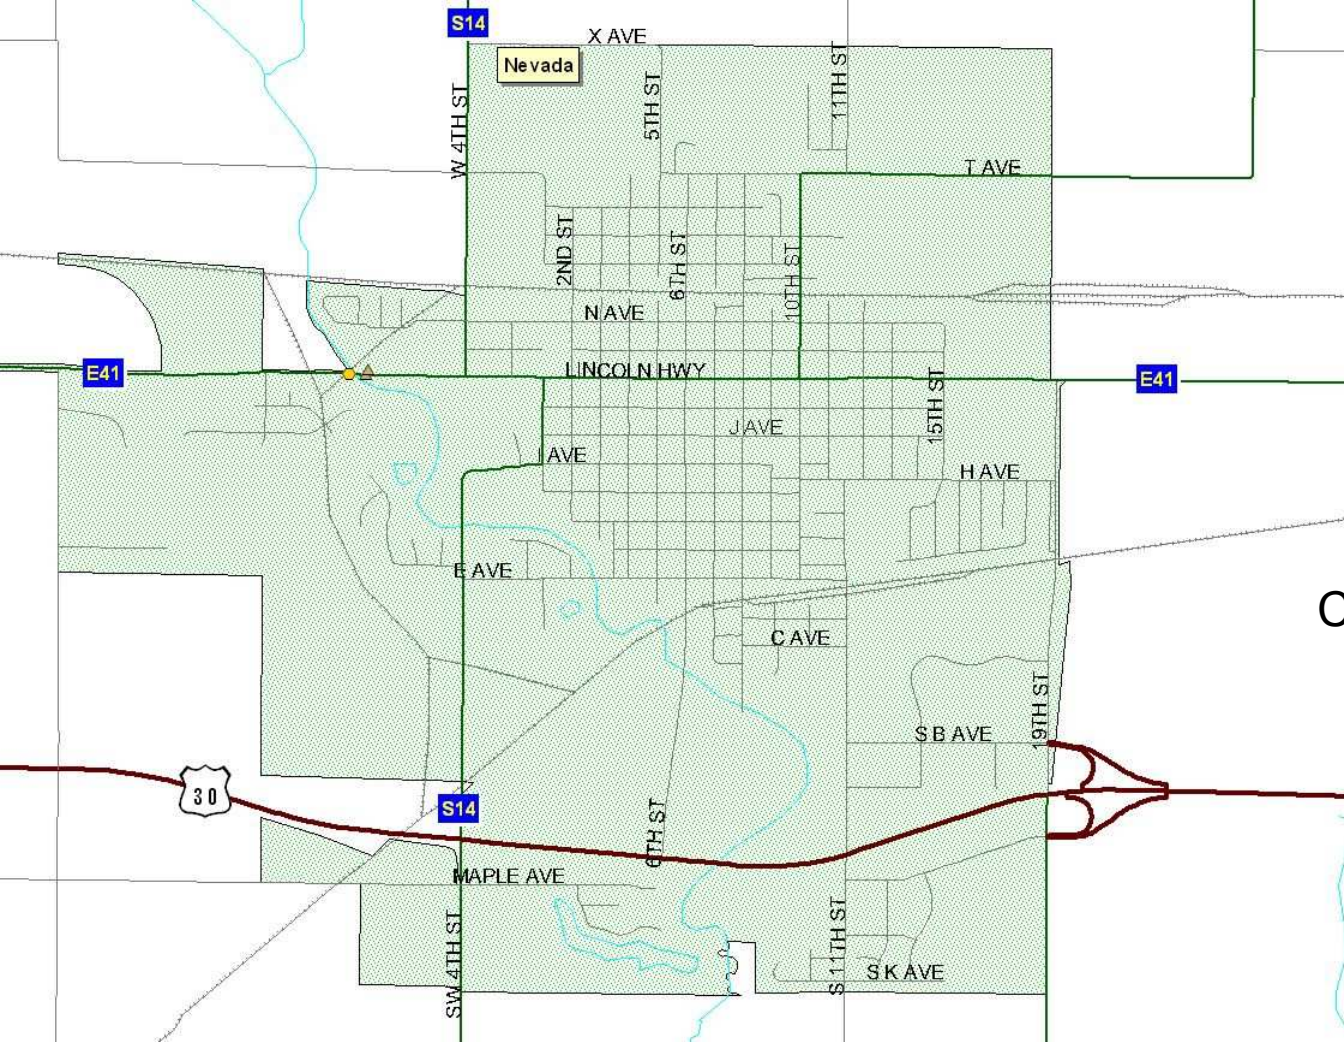 S14
X AVE
Nevada
W 4TH ST
5TH ST
11TH ST
T AVE
2ND ST
6TH ST
10TH ST
N AVE
LINCOLN HWY
E41
E41
15TH ST
J AVE
AVE
H AVE
E AVE
C AVE
C
19TH ST
S B AVE
30
S14
6TH ST
MAPLE AVE
SW 4TH ST
S 11TH ST
S K AVE